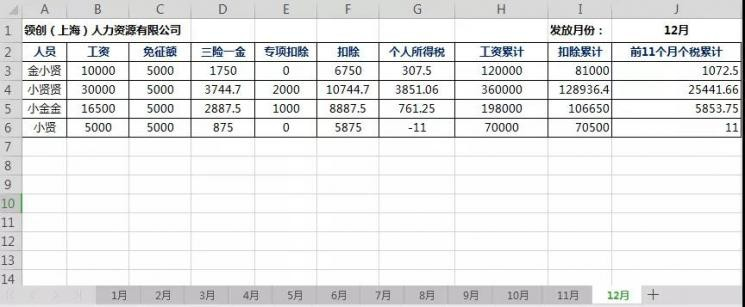 A B C D E F G H I J
1 领创（上海）人力资源有限公司 发放月份： 12月
2 人员 工资 免征额 三险一金 专项扣除 扣除 个人所得税 工资累计 扣除累计 前11个月个税累计
3 金小贤 10000 5000 1750 0 6750 307.5 120000 81000 1072.5
4 小贤贤 30000 5000 3744.7 2000 10744.7 3851.06 360000 128936.4 25441.66
5 小金金 16500 5000 2887.5 1000 8887.5 761.25 198000 106650 5853.75
6 小贤 5000 5000 875 0 5875 -11 70000 70500 11
7
8
9
10
11
12
13
14
1月 2月 3月 4月 5月 6月 7月 8月 9月 10月 11月 12月